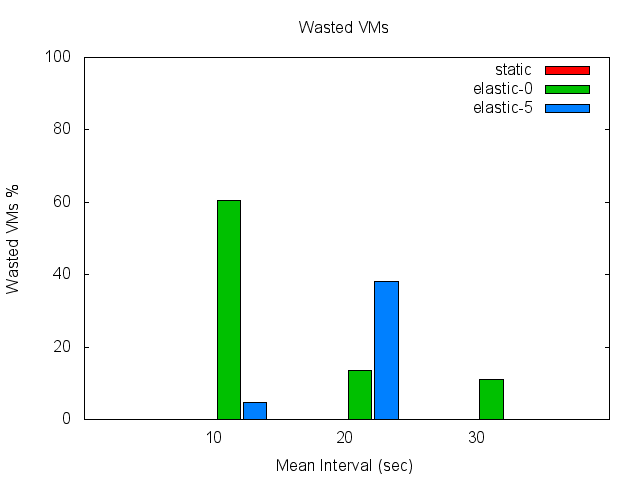 Wasted VMs
100
80
60
40
20
0
Wasted VMs %
static
elastic-0
elastic-5
10
20
30
Mean Interval (sec)